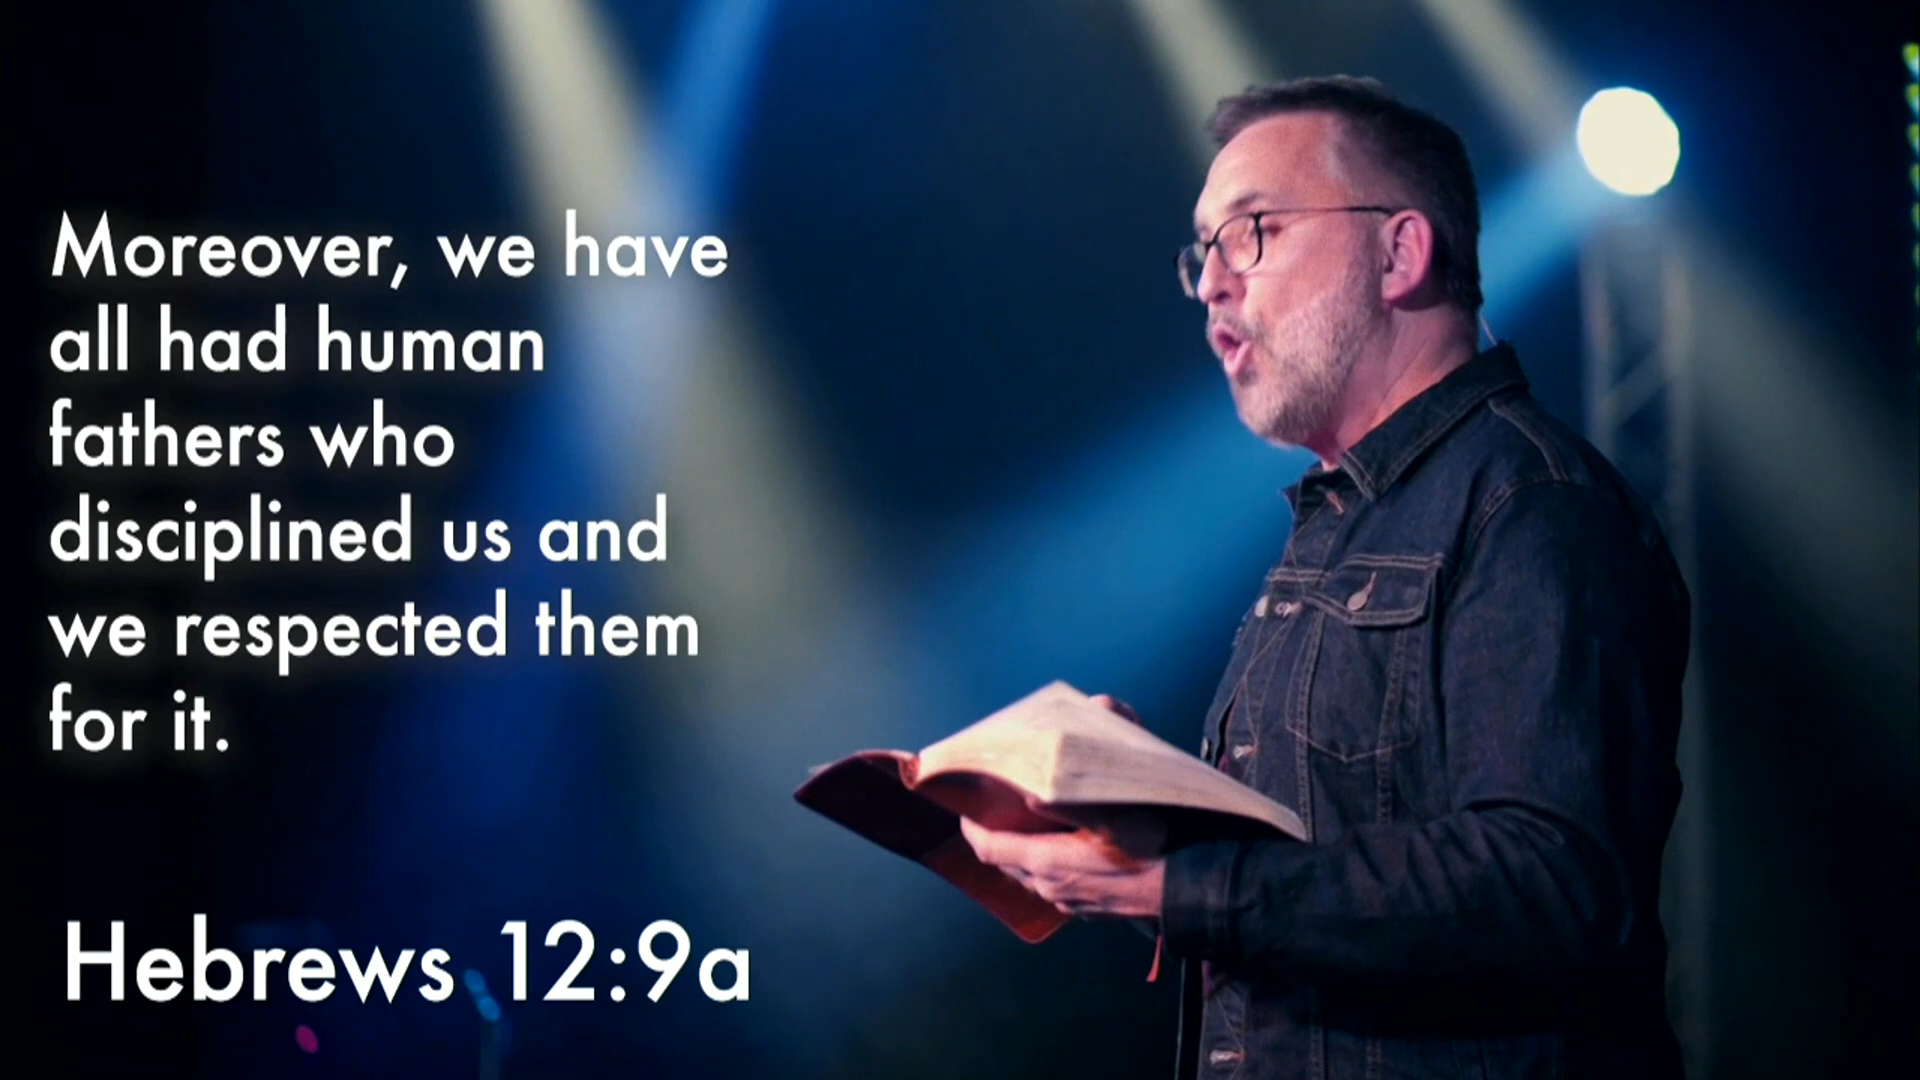 Moreover, we have
all had human
fathers who
disciplined us and
we respected them
for it.
Hebrews 12:9a